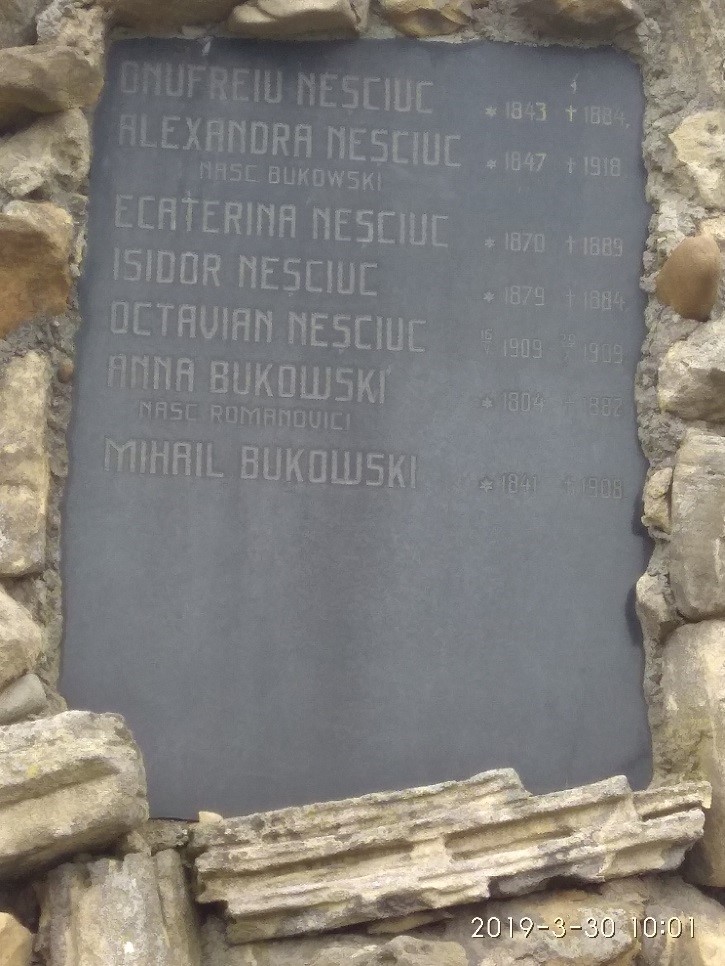 ONUFREIU NEȘCIUC * 1843 † 1884
ALEXANDRA NEȘCIUC * 1847 † 1918
NASC BUKOWSKI
ECATERINA NEȘCIUC * 1870 † 1889
ISIDOR NEȘCIUC * 1879 † 1884
OCTAVIAN NEȘCIUC 1909 1909
ANNA BUKOWSKI * 1804 † 1882
NASC ROMANOVICI
MIHAIL BUKOWSKI * 1841 † 1908
2019-3-30 10:01